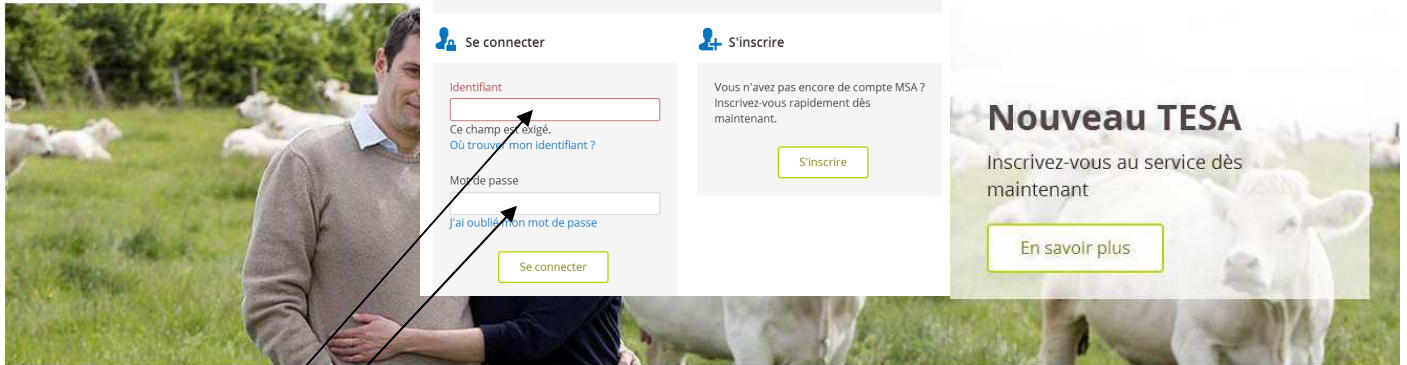 Se connecter
Identifiant
Ce champ est exigé.
Où trouver mon identifiant ?
Mot de passe
J'ai oublié mon mot de passe
Se connecter
S'inscrire
Vous n'avez pas encore de compte MSA ?
Inscrivez-vous rapidement dès
maintenant.
S'inscrire
Nouveau TESA
Inscrivez-vous au service dès
maintenant
En savoir plus